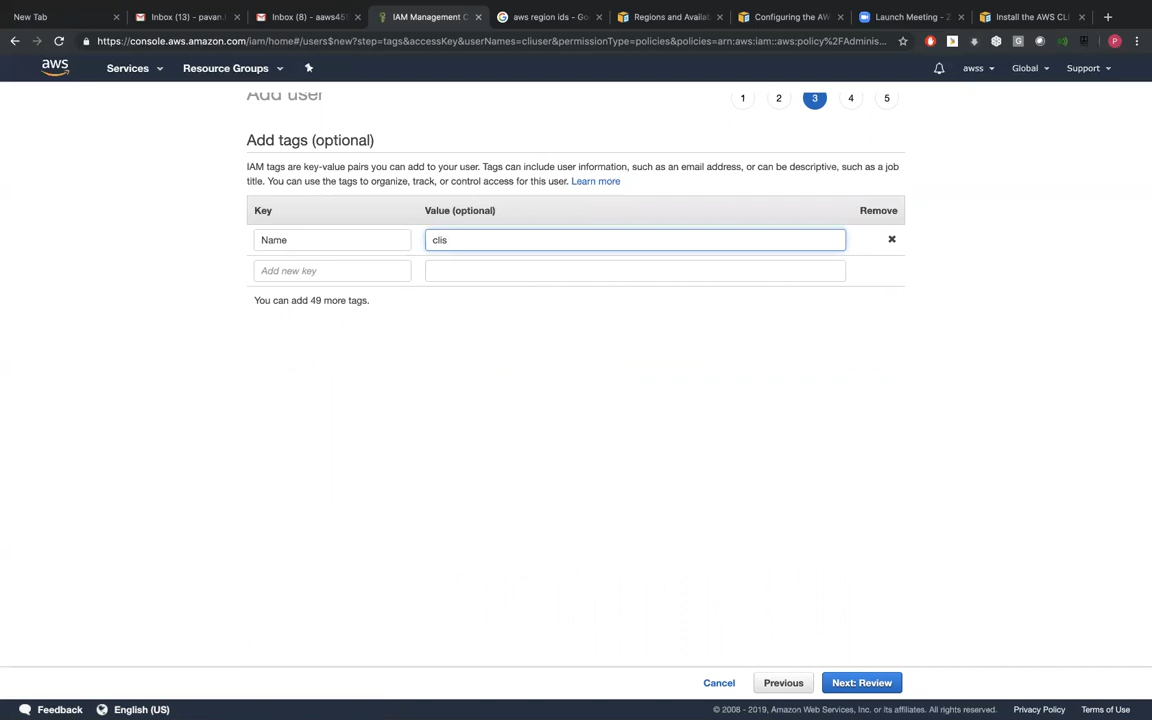 New Tab
Inbox (13) - pavan.
Inbox (8) - aaws45
IAM Management C
aws region ids - Go
Regions and Availa
Configuring the AW
Launch Meeting - Z
Install the AWS CL
https://console.aws.amazon.com/iam/home#/users$new?step=tags&accessKey&userNames=cliuser&permissionType=policies&policies=arn:aws:iam::aws:policy%2FAdminis...
P
aws
Services
Resource Groups
awss
Global
Support
Add user
1 2 3 4 5
Add tags (optional)
IAM tags are key-value pairs you can add to your user. Tags can include user information, such as an email address, or can be descriptive, such as a job
title. You can use the tags to organize, track, or control access for this user. Learn more
Key Value (optional) Remove
Name clis
Add new key
You can add 49 more tags.
Cancel Previous Next: Review
Feedback English (US) © 2008 - 2019, Amazon Web Services, Inc. or its affiliates. All rights reserved. Privacy Policy Terms of Use